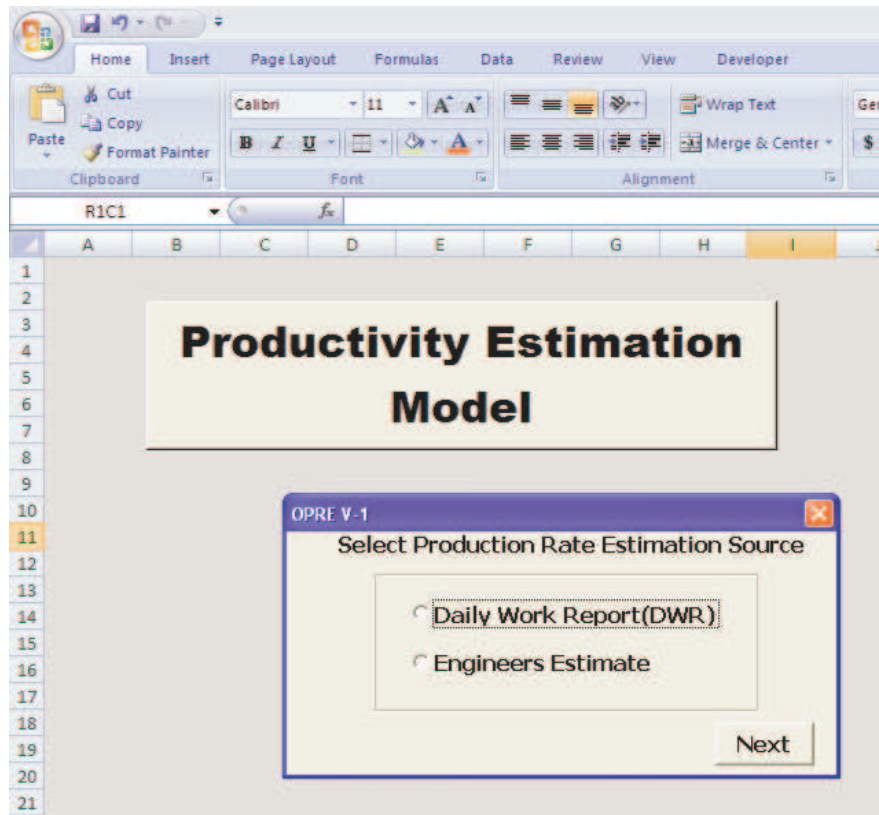 Home Insert Page Layout Formulas Data Review View Developer
Cut
Copy
Paste
Format Painter
Clipboard
Calibri 11 A A
B I U A
Font
Wrap Text
Merge & Center
Alignment
Ge
$
R1C1 fx
A B C D E F G H I
1
2
3
4
5
6
7
8
9
10
11
12
13
14
15
16
17
18
19
20
21
Productivity Estimation
Model
OPRE V-1
Select Production Rate Estimation Source
Daily Work Report(DWR)
Engineers Estimate
Next